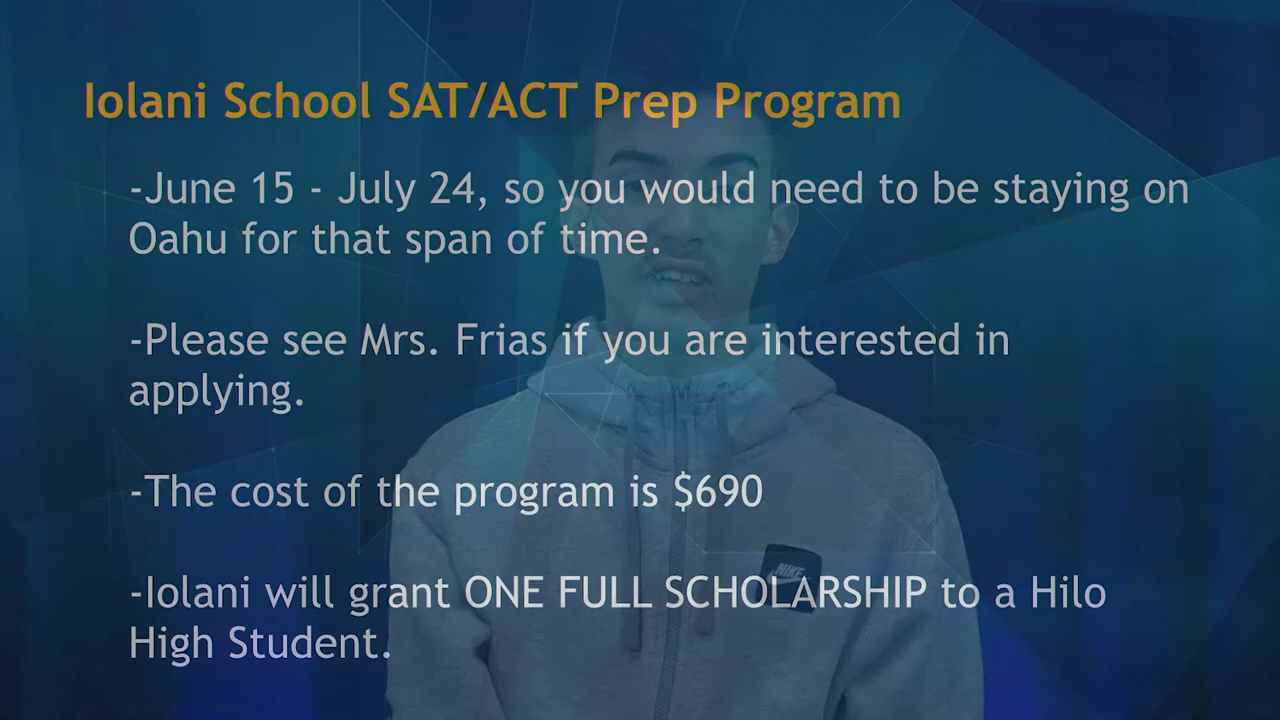 Iolani School SAT/ACT Prep Program
-June 15 - July 24, so you would need to be staying on
Oahu for that span of time.
-Please see Mrs. Frias if you are interested in
applying.
-The cost of the program is $690
NIKE
-Iolani will grant ONE FULL SCHOLARSHIP to a Hilo
High Student.